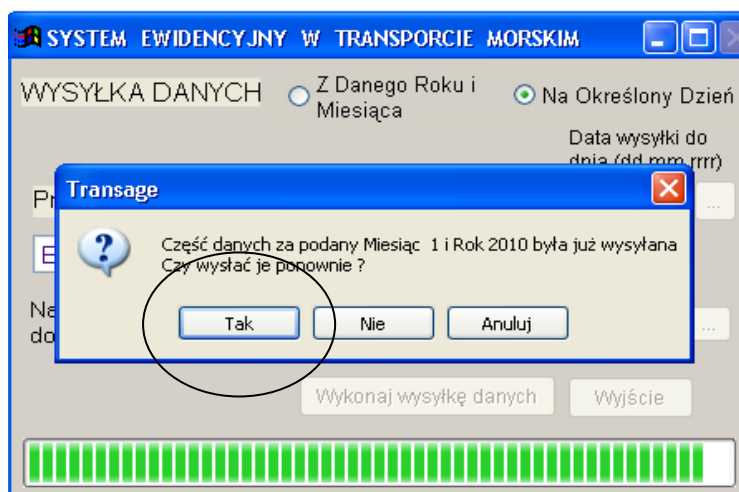 SYSTEM EWIDENCYJNY W TRANSPORCIE MORSKIM
WYSYŁKA DANYCH
Z Danego Roku i
Miesiąca
Na Określony Dzień
Data wysyłki do
dnia (dd mm rrrr)
Transage
...
Część danych za podany Miesiąc 1 i Rok 2010 była już wysyłana
Czy wysłać je ponownie ?
Tak
Nie
Anuluj
...
Wykonaj wysyłkę danych
Wyjście